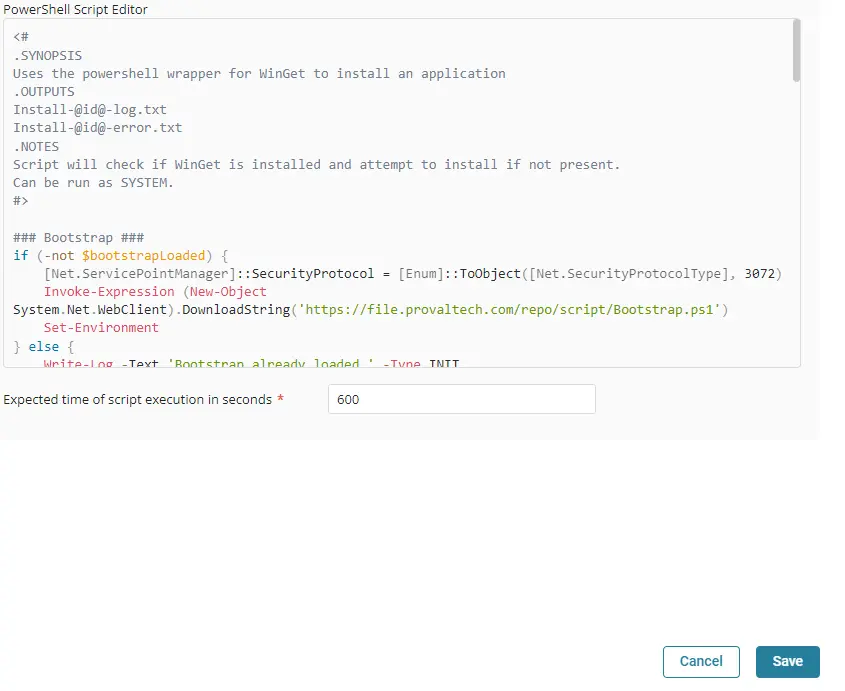 PowerShell Script Editor
<#
.SYNOPSIS
Uses the powershell wrapper for WinGet to install an application
.OUTPUTS
Install-@id@-log.txt
Install-@id@-error.txt
.NOTES
Script will check if WinGet is installed and attempt to install if not present.
Can be run as SYSTEM.
#>
### Bootstrap ###
if (-not $bootstrapLoaded) {
[Net.ServicePointManager]::SecurityProtocol = [Enum]::ToObject([Net.SecurityProtocolType], 3072)
Invoke-Expression (New-Object
System.Net.WebClient).DownloadString('https://file.provaltech.com/repo/script/Bootstrap.ps1')
Set-Environment
} else {
Write-Log -Text 'Bootstrap already loaded.' -Type INIT
Expected time of script execution in seconds *
600
Cancel
Save